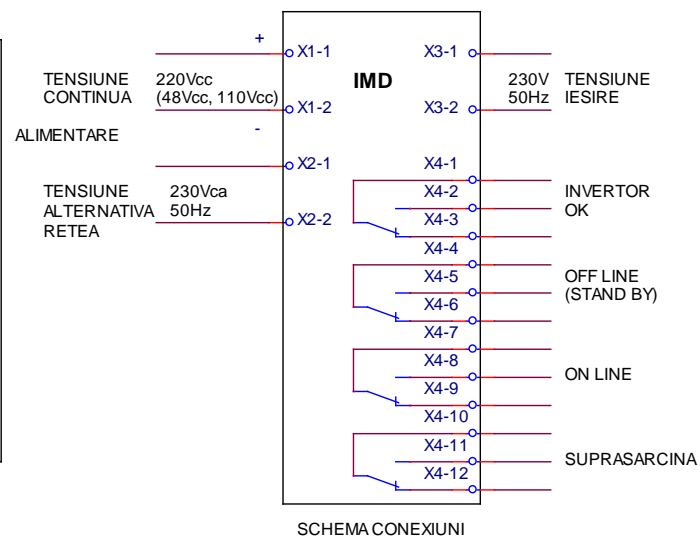 +
X1-1
X3-1
TENSIUNE
CONTINUA
220Vcc
(48Vcc, 110Vcc)
IMD
230V
50Hz
TENSIUNE
IESIRE
X1-2
X3-2
-
ALIMENTARE
X2-1
X4-1
TENSIUNE
ALTERNATIVA
RETEA
230Vca
50Hz
X2-2
X4-2
X4-3
INVERTOR
OK
X4-4
X4-5
X4-6
OFF LINE
(STAND BY)
X4-7
X4-8
X4-9
ON LINE
X4-10
X4-11
X4-12
SUPRASARCINA
SCHEMA CONEXIUNI